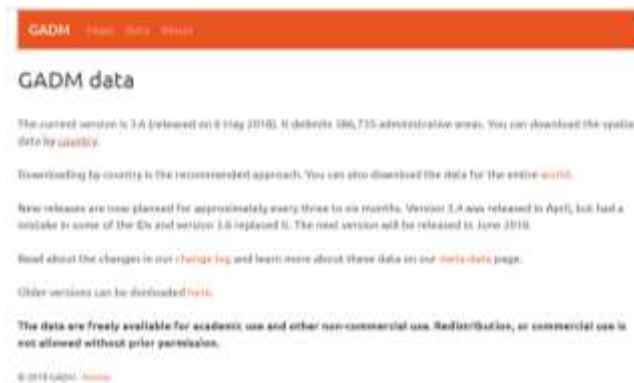 GADM Maps Data About
GADM data
The current version is 3.6 (released on 6 May 2018). It delimits 386,735 administrative areas. You can download the spatial
data by country.
Downloading by country is the recommended approach. You can also download the data for the entire world.
New releases are now planned for approximately every three to six months. Version 3.4 was released in April, but had a
mistake in some of the IDs and version 3.6 replaced it. The next version will be released in June 2018.
Read about the changes in our change log and learn more about these data on our meta-data page.
Older versions can be donloaded here.
The data are freely available for academic use and other non-commercial use. Redistribution, or commercial use is
not allowed without prior permission.
© 2018 GADM -